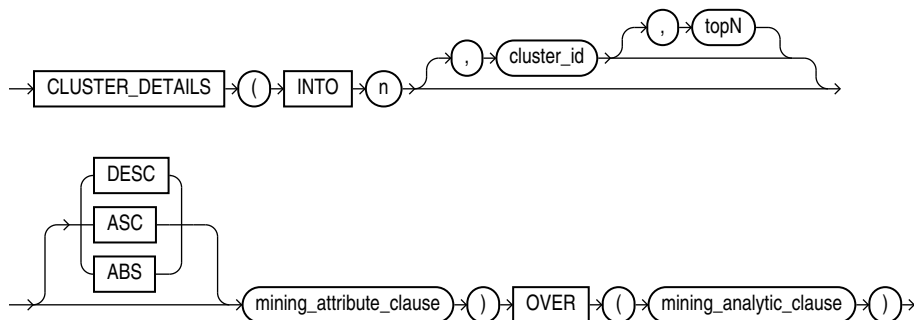 , topN
, cluster_id
CLUSTER_DETAILS ( INTO n
DESC
ASC
ABS
mining_attribute_clause ) OVER ( mining_analytic_clause )